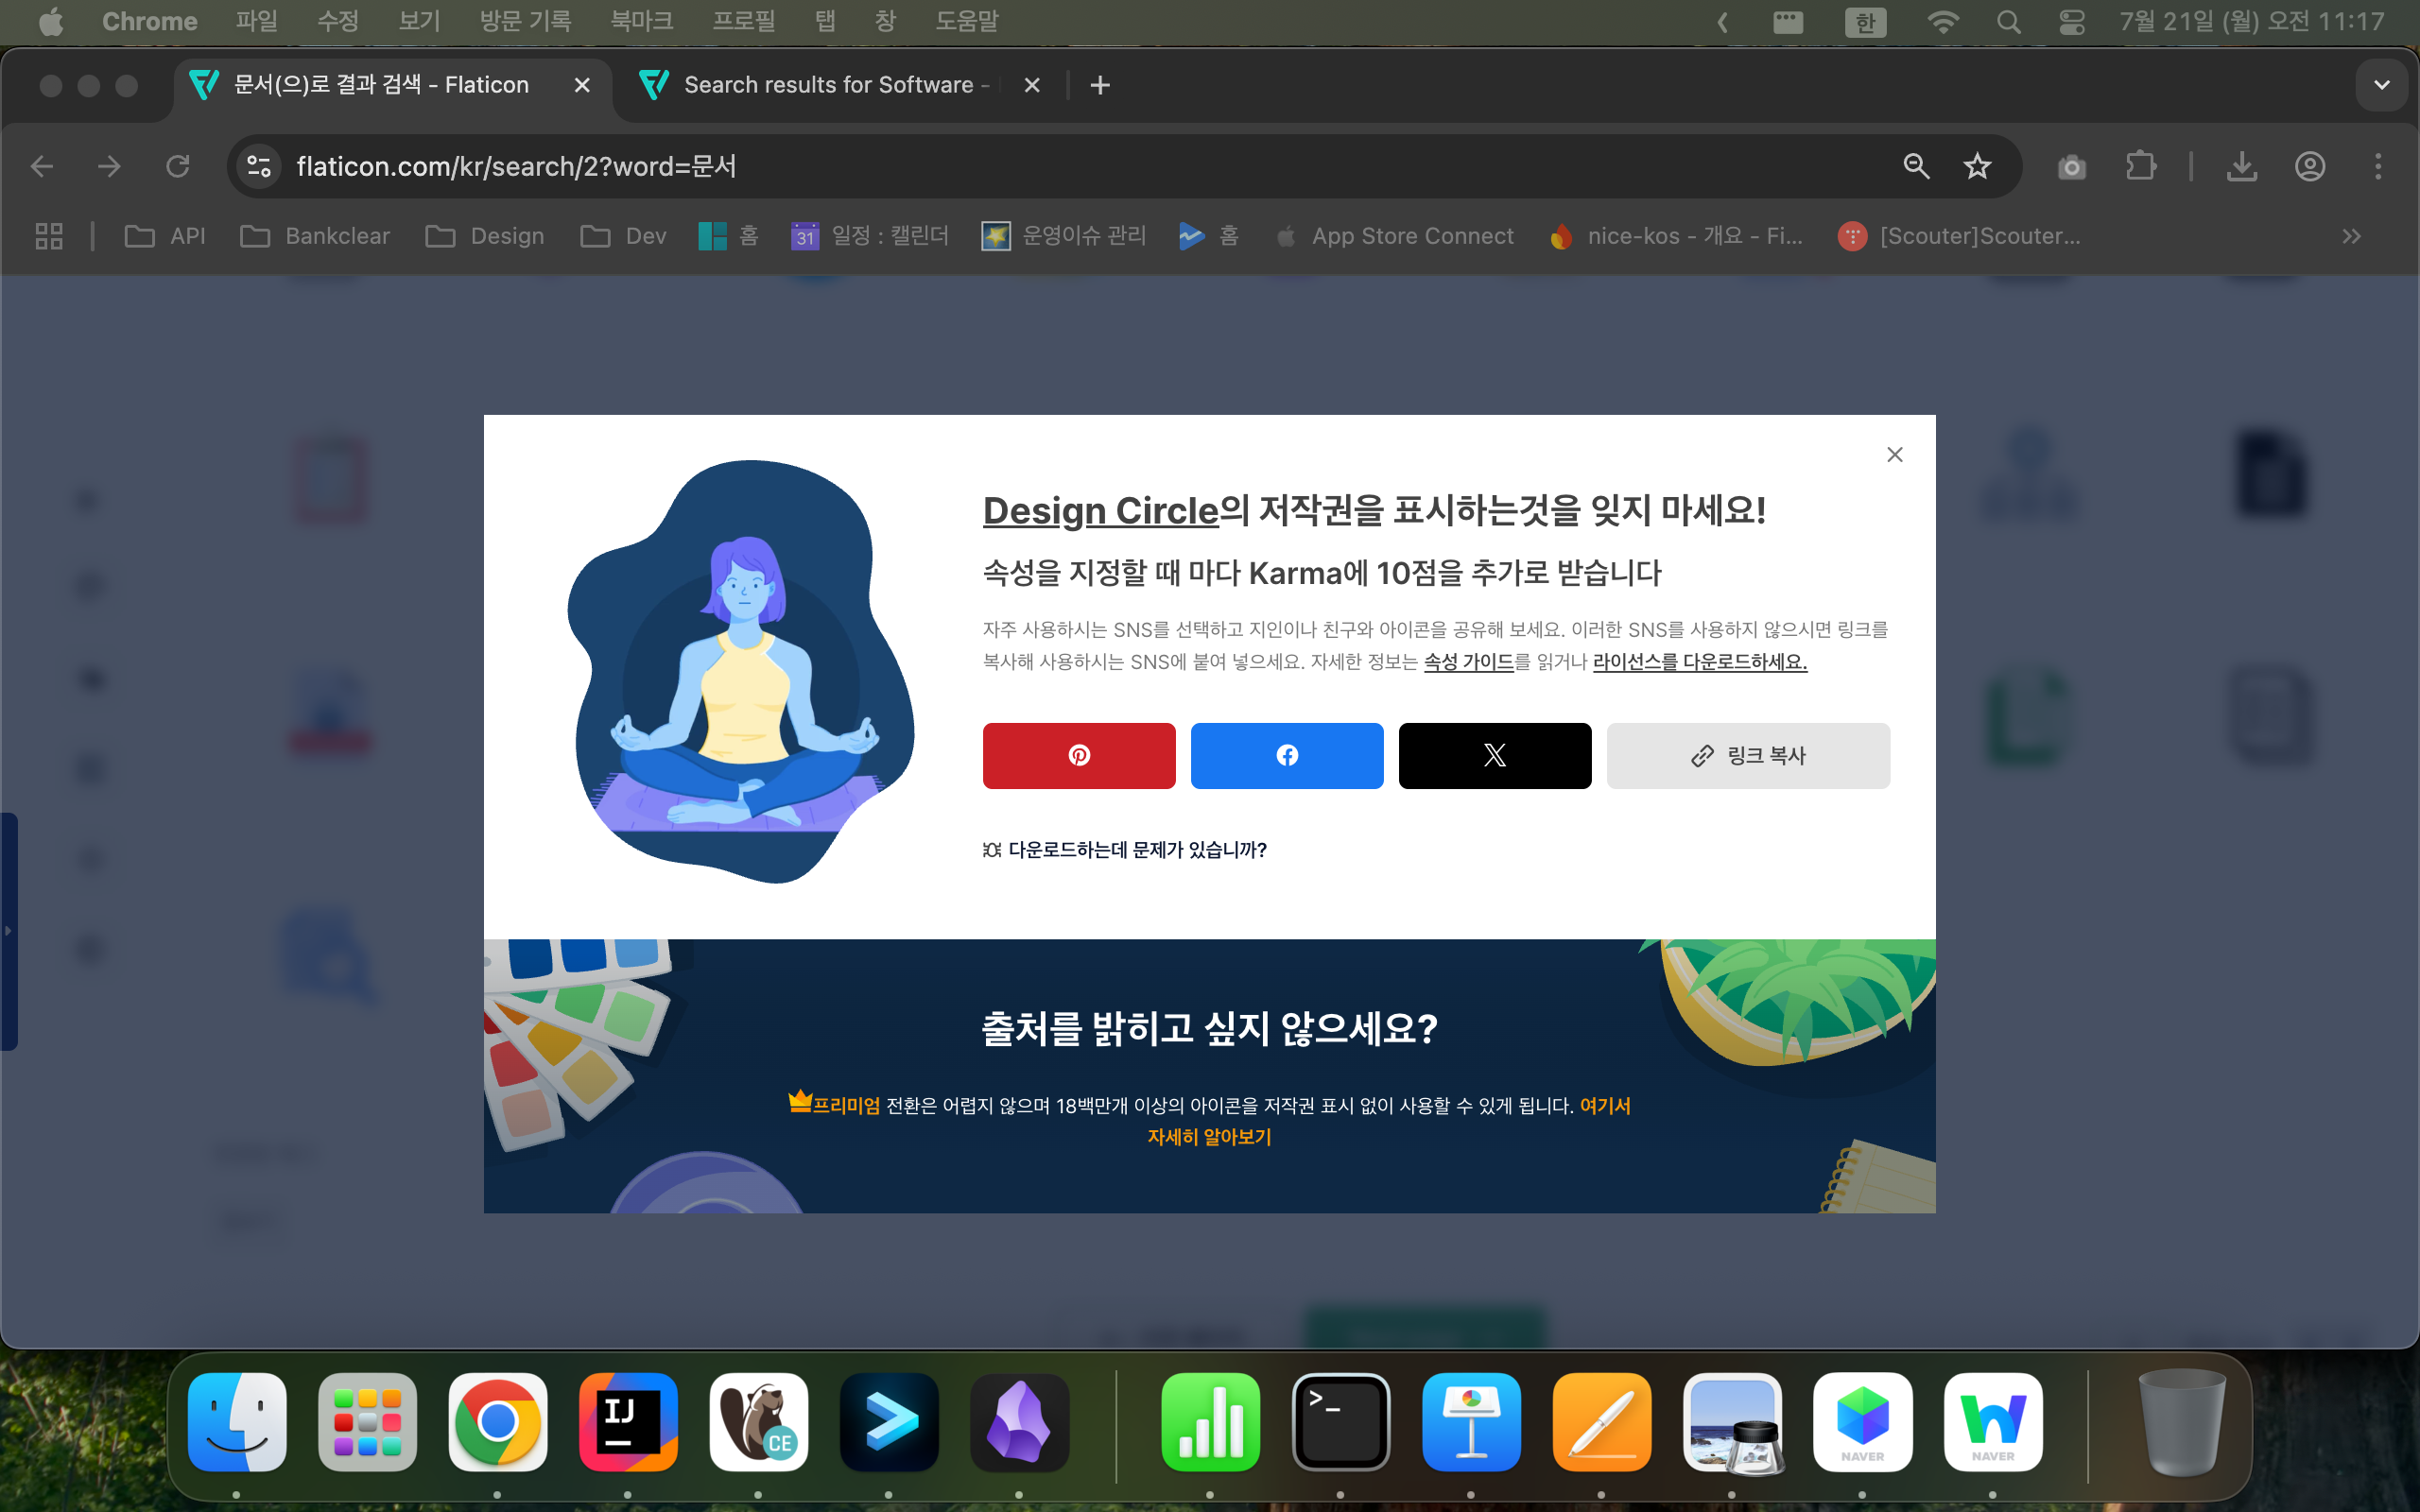 Chrome 파일 수정 보기 방문 기록 북마크 프로필 탭 창 도움말 한 7월 21일 (월) 오전 11:17
문서(으)로 결과 검색 - Flaticon Search results for Software -
flaticon.com/kr/search/2?word=문서
API Bankclear Design Dev 홈 31 일정 : 캘린더 운영이슈 관리 홈 App Store Connect nice-kos - 개요 - Fi... [Scouter]Scouter...
Design Circle의 저작권을 표시하는것을 잊지 마세요!
속성을 지정할 때 마다 Karma에 10점을 추가로 받습니다
자주 사용하시는 SNS를 선택하고 지인이나 친구와 아이콘을 공유해 보세요. 이러한 SNS를 사용하지 않으시면 링크를
복사해 사용하시는 SNS에 붙여 넣으세요. 자세한 정보는 속성 가이드를 읽거나 라이선스를 다운로드하세요.
링크 복사
다운로드하는데 문제가 있습니까?
출처를 밝히고 싶지 않으세요?
프리미엄 전환은 어렵지 않으며 18백만개 이상의 아이콘을 저작권 표시 없이 사용할 수 있게 됩니다. 여기서
자세히 알아보기
IJ
CE
>_
NAVER
NAVER